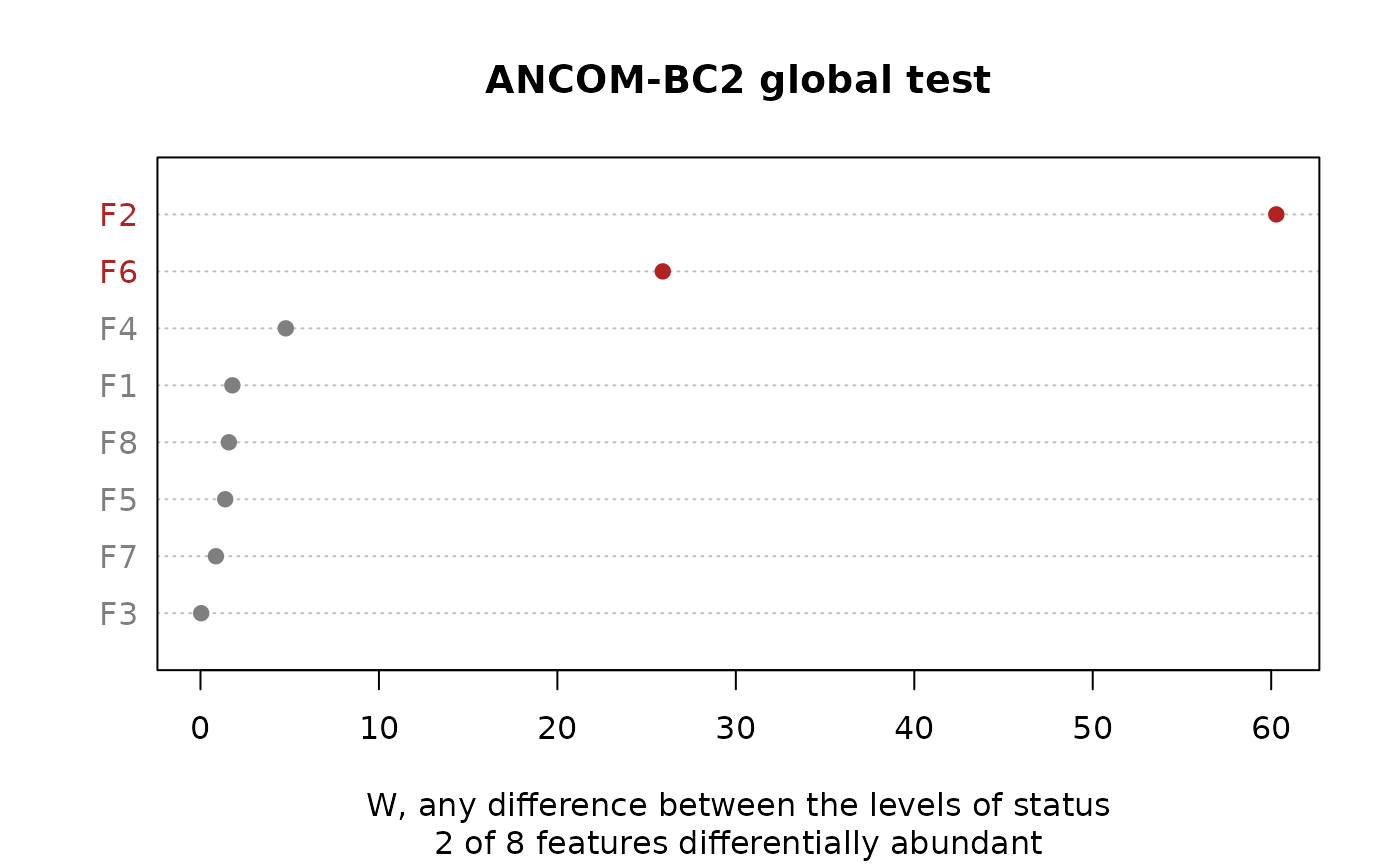 ANCOM-BC2 global test
F2
F6
F4
F1
F8
F5
F7
F3
0 10 20 30 40 50 60
W, any difference between the levels of status
2 of 8 features differentially abundant